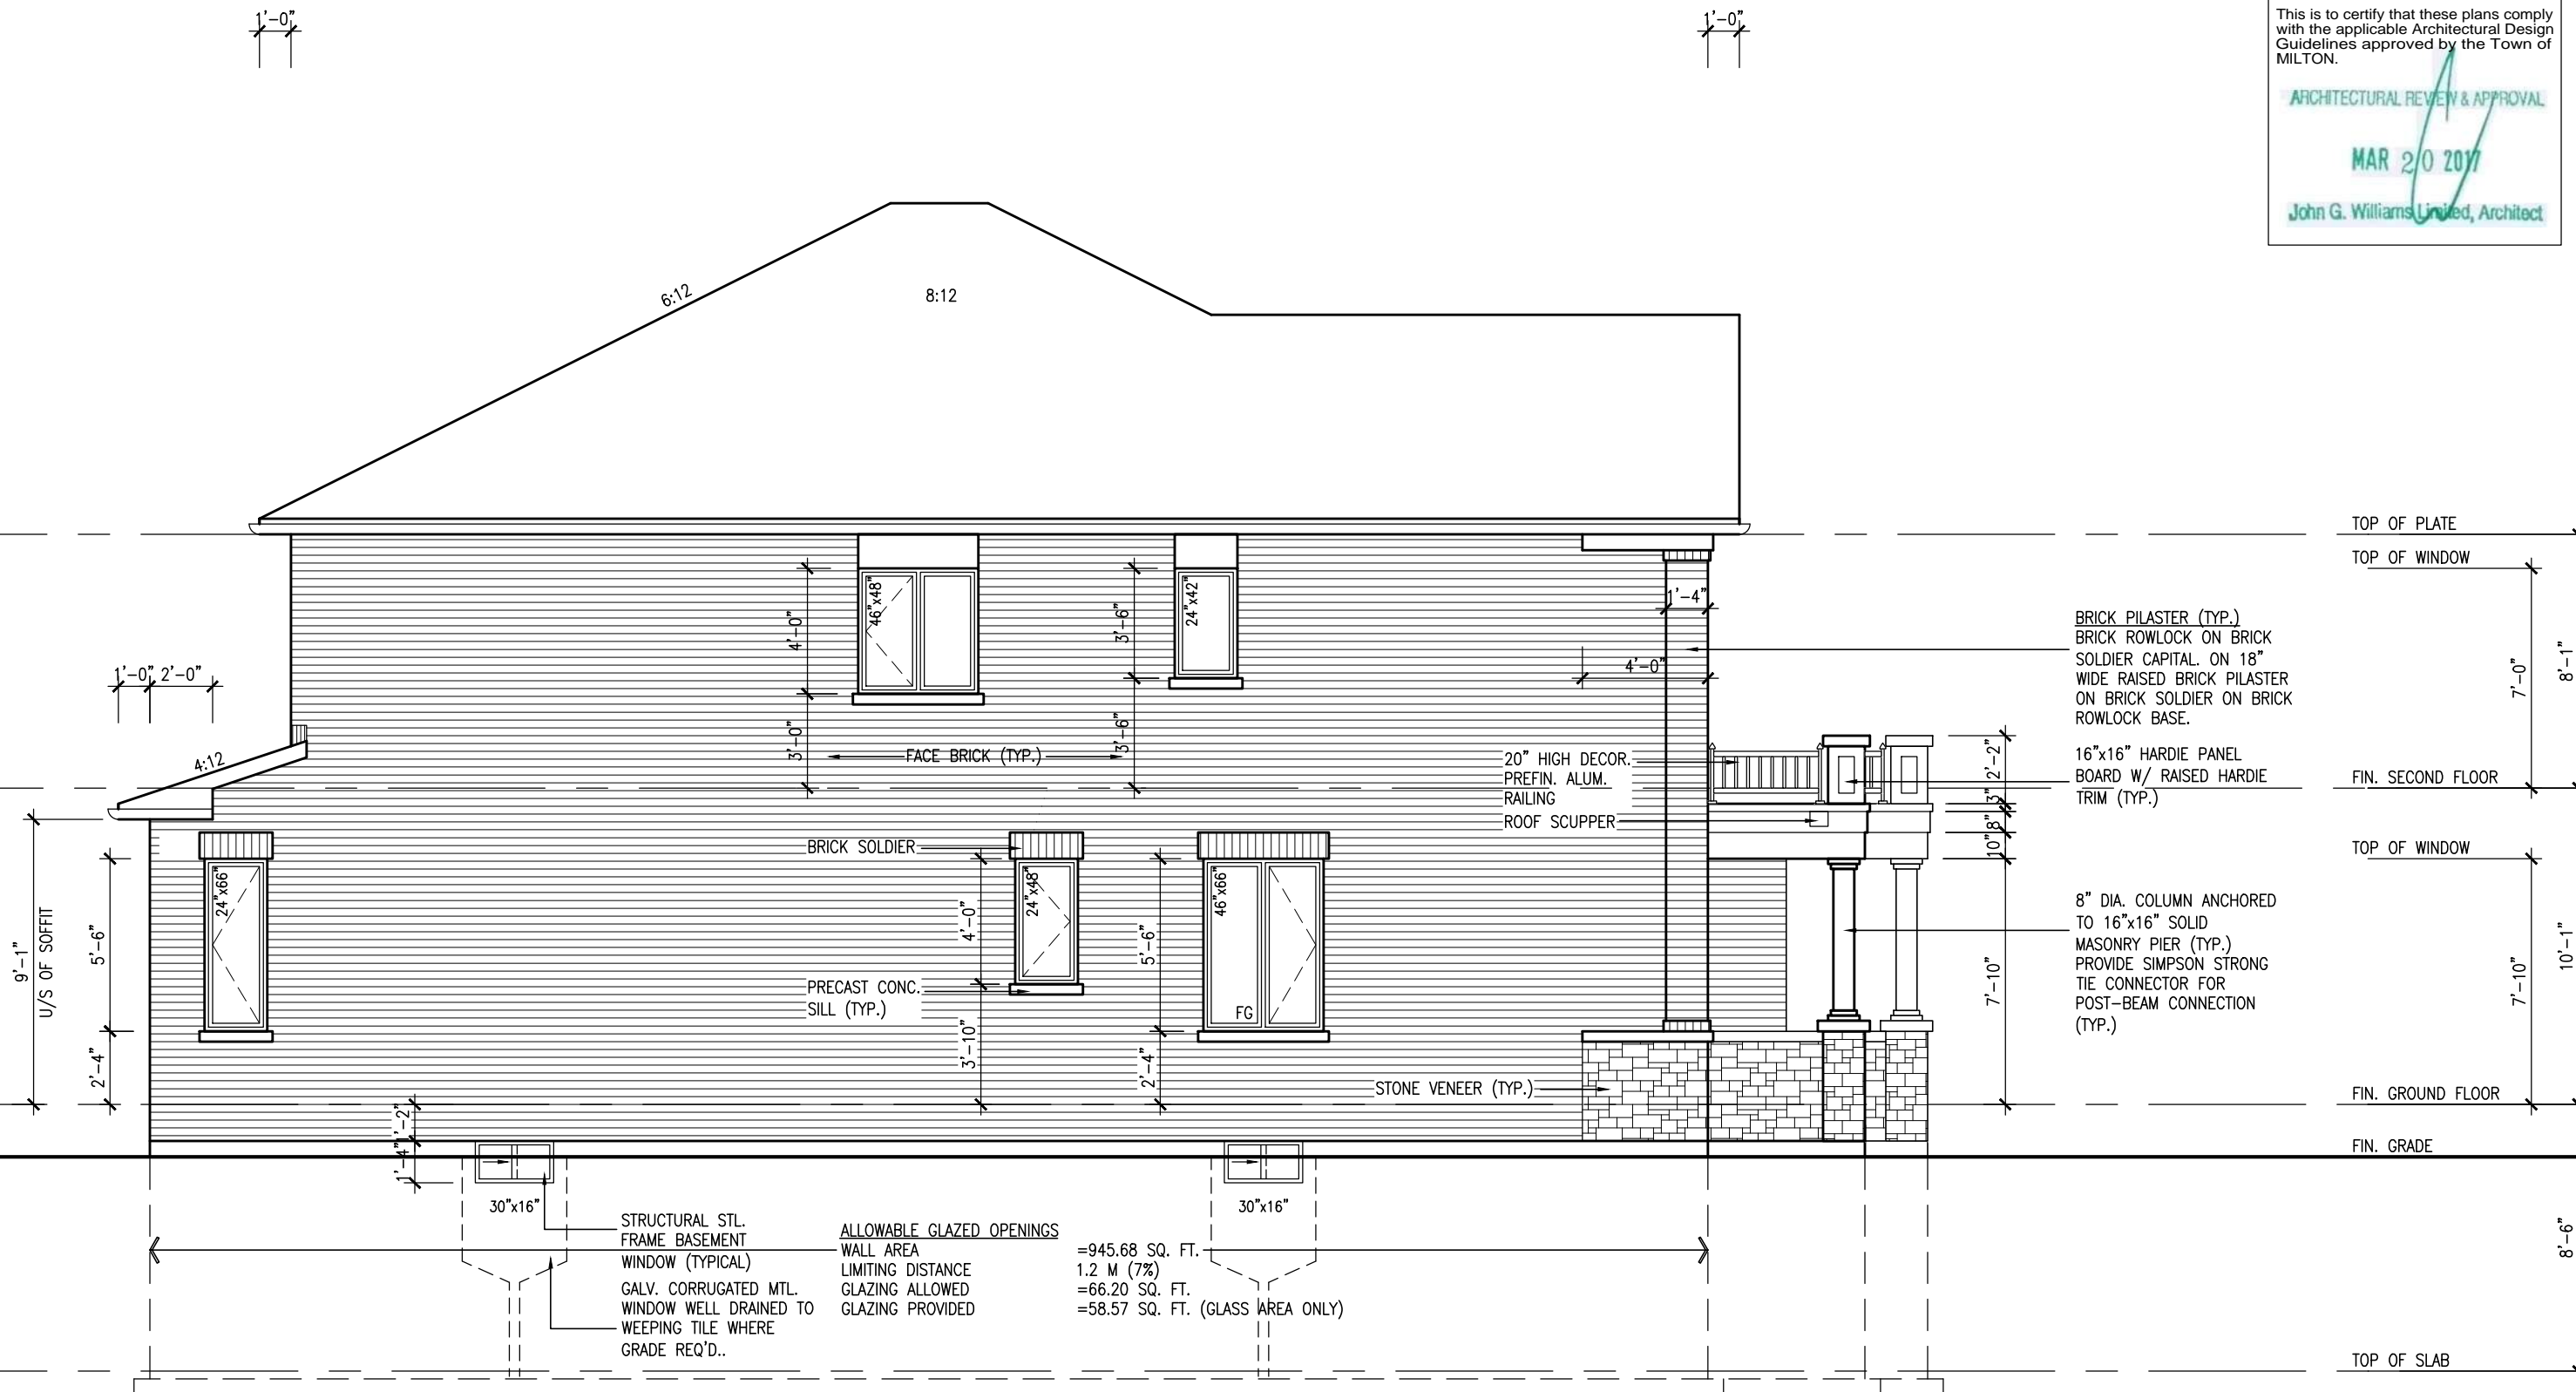 1'-0"
1'-0"
This is to certify that these plans comply
with the applicable Architectural Design
Guidelines approved by the Town of
MILTON.
ARCHITECTURAL REVIEW & APPROVAL
MAR 20 2017
John G. Williams Limited, Architect
6:12
8:12
TOP OF PLATE
TOP OF WINDOW
46"x48"
24"x42"
4'-0"
3'-6"
1'-4"
4'-0"
BRICK PILASTER (TYP.)
BRICK ROWLOCK ON BRICK
SOLDIER CAPITAL. ON 18"
WIDE RAISED BRICK PILASTER
ON BRICK SOLDIER ON BRICK
ROWLOCK BASE.
7'-0"
8'-1"
1'-0"
2'-0"
3'-0"
3'-6"
FACE BRICK (TYP.)
4:12
20" HIGH DECOR.
PREFIN. ALUM.
RAILING
ROOF SCUPPER
2'-2"
3"
8"
10"
16"x16" HARDIE PANEL
BOARD W/ RAISED HARDIE
TRIM (TYP.)
FIN. SECOND FLOOR
TOP OF WINDOW
BRICK SOLDIER
24"x66"
24"x48"
46"x66"
FG
9'-1"
U/S OF SOFFIT
5'-6"
2'-4"
4'-0"
3'-10"
5'-6"
2'-4"
PRECAST CONC.
SILL (TYP.)
8" DIA. COLUMN ANCHORED
TO 16"x16" SOLID
MASONRY PIER (TYP.)
PROVIDE SIMPSON STRONG
TIE CONNECTOR FOR
POST-BEAM CONNECTION
(TYP.)
7'-10"
7'-10"
10'-1"
STONE VENEER (TYP.)
FIN. GROUND FLOOR
1'-2"
1'-4"
FIN. GRADE
30"x16"
30"x16"
STRUCTURAL STL.
FRAME BASEMENT
WINDOW (TYPICAL)
GALV. CORRUGATED MTL.
WINDOW WELL DRAINED TO
WEEPING TILE WHERE
GRADE REQ'D..
ALLOWABLE GLAZED OPENINGS
WALL AREA =945.68 SQ. FT.
LIMITING DISTANCE 1.2 M (7%)
GLAZING ALLOWED =66.20 SQ. FT.
GLAZING PROVIDED =58.57 SQ. FT. (GLASS AREA ONLY)
8'-6"
TOP OF SLAB